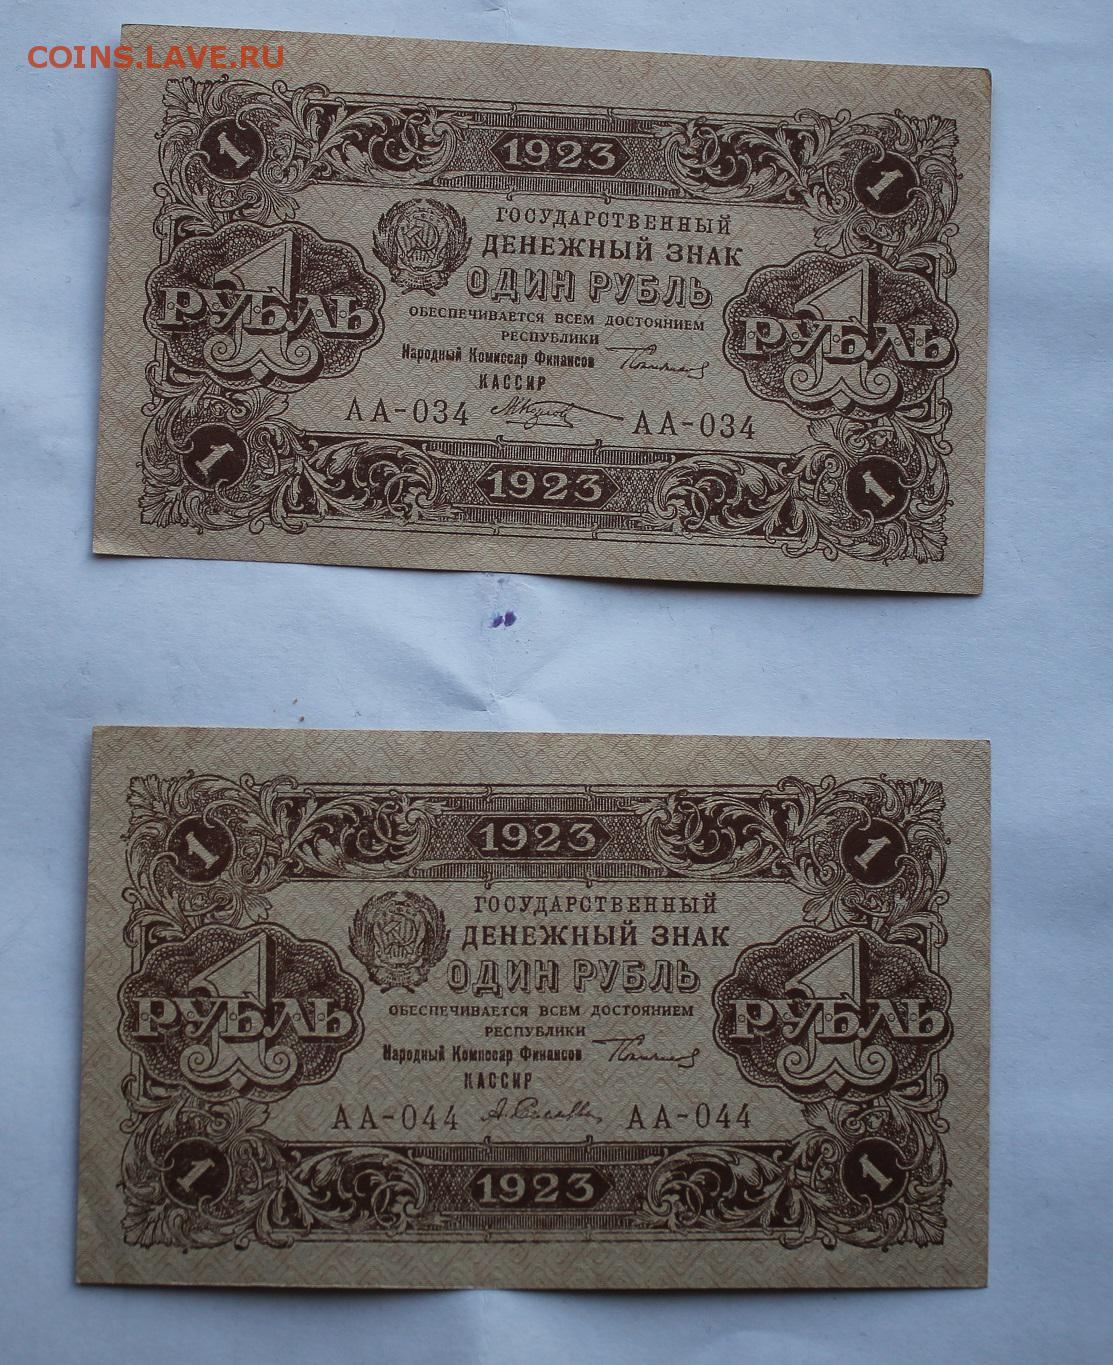 COINS.LAVE.RU
1923
1
1
ГОСУДАРСТВЕННЫЙ
ДЕНЕЖНЫЙ ЗНАК
ОДИН РУБЛЬ
1 РУБЛЬ
1 РУБЛЬ
ОБЕСПЕЧИВАЕТСЯ ВСЕМ ДОСТОЯНИЕМ
РЕСПУБЛИКИ
Народный Комиссар Финансов
КАССИР
АА-034 АА-034
1
1
1923
1923
1
1
ГОСУДАРСТВЕННЫЙ
ДЕНЕЖНЫЙ ЗНАК
ОДИН РУБЛЬ
1 РУБЛЬ
1 РУБЛЬ
ОБЕСПЕЧИВАЕТСЯ ВСЕМ ДОСТОЯНИЕМ
РЕСПУБЛИКИ
Народный Комиссар Финансов
КАССИР
АА-044 АА-044
1
1
1923